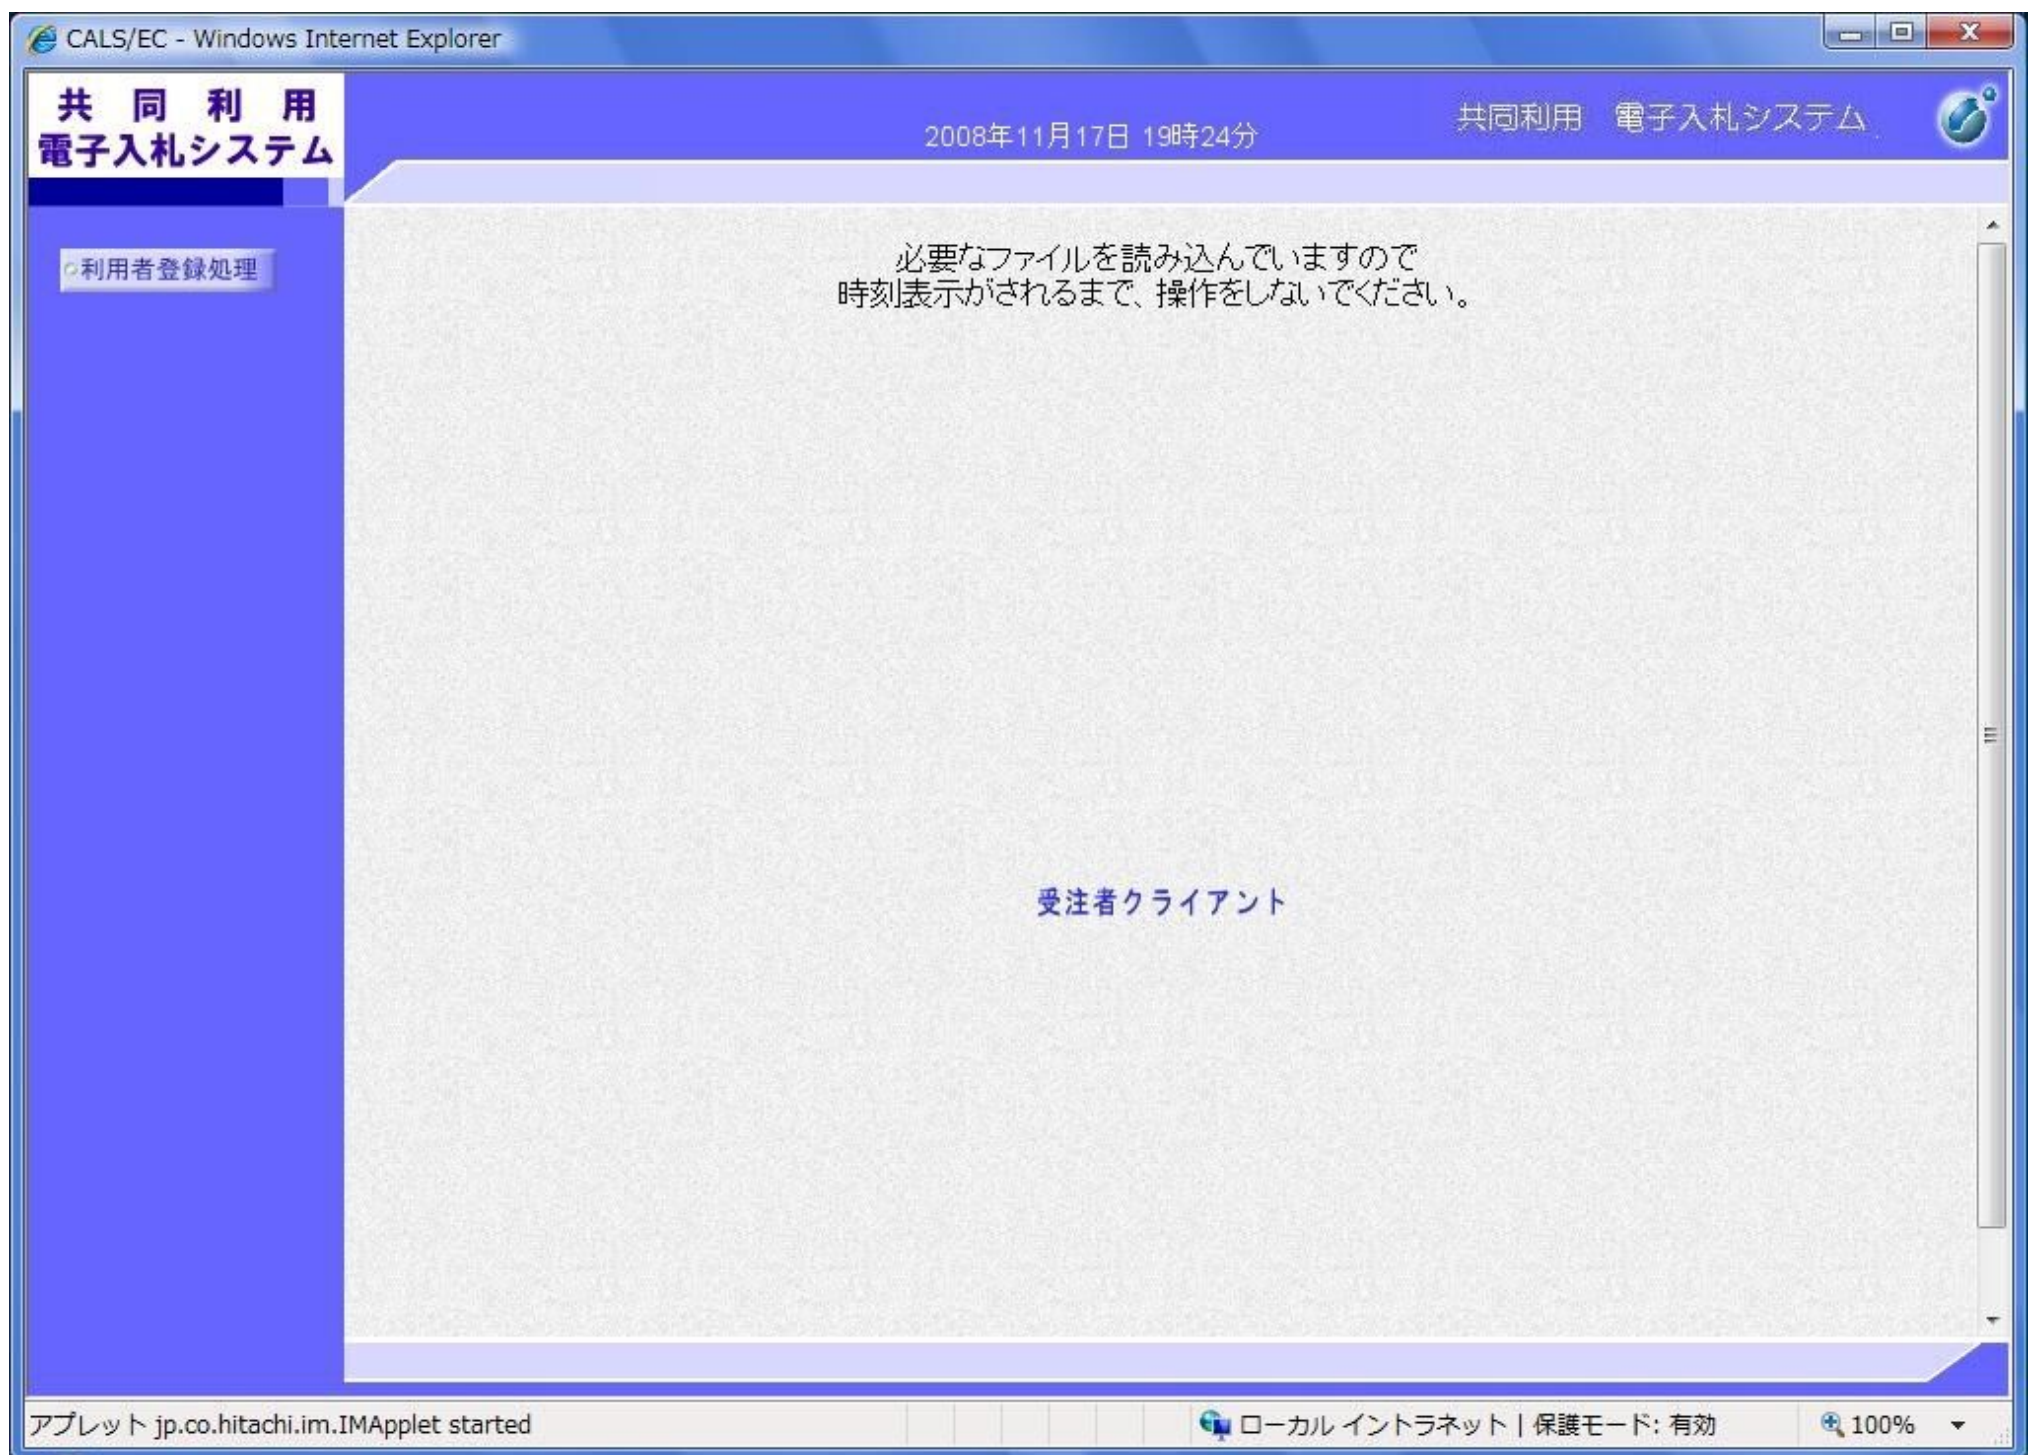 CALS/EC - Windows Internet Explorer
共同利用
電子入札システム
2008年11月17日 19時24分
共同利用 電子入札システム
利用者登録処理
必要なファイルを読み込んでいますので
時刻表示がされるまで、操作をしないでください。
受注者クライアント
アプレット jp.co.hitachi.im.IMApplet started
ローカル イントラネット | 保護モード: 有効
100%